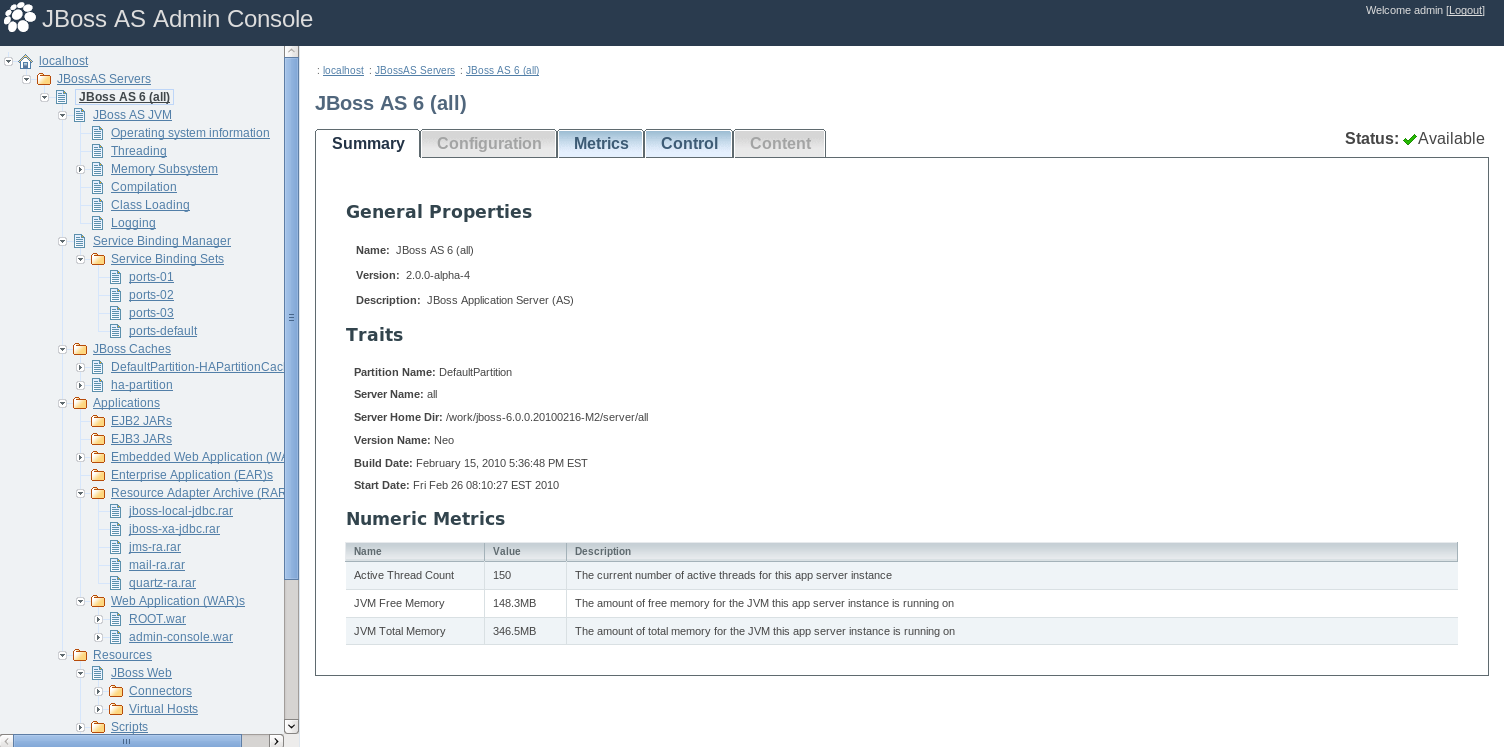 JBoss AS Admin Console
Welcome admin [Logout]
localhost
JBossAS Servers
JBoss AS 6 (all)
JBoss AS JVM
Operating system information
Threading
Memory Subsystem
Compilation
Class Loading
Logging
Service Binding Manager
Service Binding Sets
ports-01
ports-02
ports-03
ports-default
JBoss Caches
DefaultPartition-HAPartitionCac
ha-partition
Applications
EJB2 JARs
EJB3 JARs
Embedded Web Application (WA
Enterprise Application (EAR)s
Resource Adapter Archive (RAR
jboss-local-jdbc.rar
jboss-xa-jdbc.rar
jms-ra.rar
mail-ra.rar
quartz-ra.rar
Web Application (WAR)s
ROOT.war
admin-console.war
Resources
JBoss Web
Connectors
Virtual Hosts
Scripts
: localhost : JBossAS Servers : JBoss AS 6 (all)
JBoss AS 6 (all)
Summary Configuration Metrics Control Content
Status: Available
General Properties
Name: JBoss AS 6 (all)
Version: 2.0.0-alpha-4
Description: JBoss Application Server (AS)
Traits
Partition Name: DefaultPartition
Server Name: all
Server Home Dir: /work/jboss-6.0.0.20100216-M2/server/all
Version Name: Neo
Build Date: February 15, 2010 5:36:48 PM EST
Start Date: Fri Feb 26 08:10:27 EST 2010
Numeric Metrics
Name Value Description
Active Thread Count 150 The current number of active threads for this app server instance
JVM Free Memory 148.3MB The amount of free memory for the JVM this app server instance is running on
JVM Total Memory 346.5MB The amount of total memory for the JVM this app server instance is running on